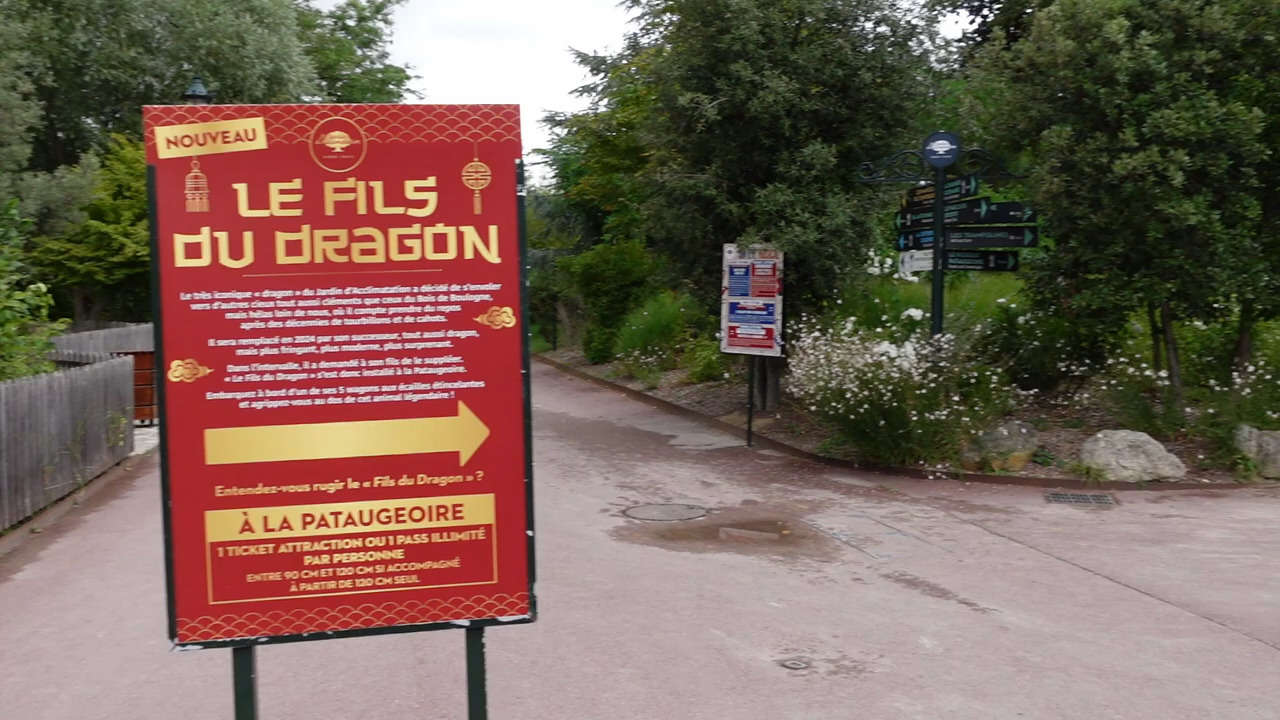 NOUVEAU
LE FILS
DU DRAGON
Le très iconique « dragon » du Jardin d'Acclimatation a décidé de s'envoler
vers d'autres cieux tout aussi cléments que ceux du Bois de Boulogne,
mais hélas loin de nous, où il compte prendre du repos
après des décennies de tourbillons et de
Il sera remplacé en 2024 par son successeur, tout aussi dragon,
mais plus fringant, plus moderne, plus
Dans l'intervalle, il a demandé à son fils de le suppléer.
« Le Fils du Dragon » s'est donc installé à la Pataugeoire.
Embarquez à bord d'un de ses 5 wagons aux écailles étincelantes
et agrippez-vous au dos de cet animal légendaire !
Entendez-vous rugir le « Fils du Dragon » ?
À LA PATAUGEOIRE
1 TICKET ATTRACTION OU 1 PASS ILLIMITÉ
PAR PERSONNE
ENTRE 90 CM ET 120 CM SI ACCOMPAGNÉ
À PARTIR DE 120 CM SEUL